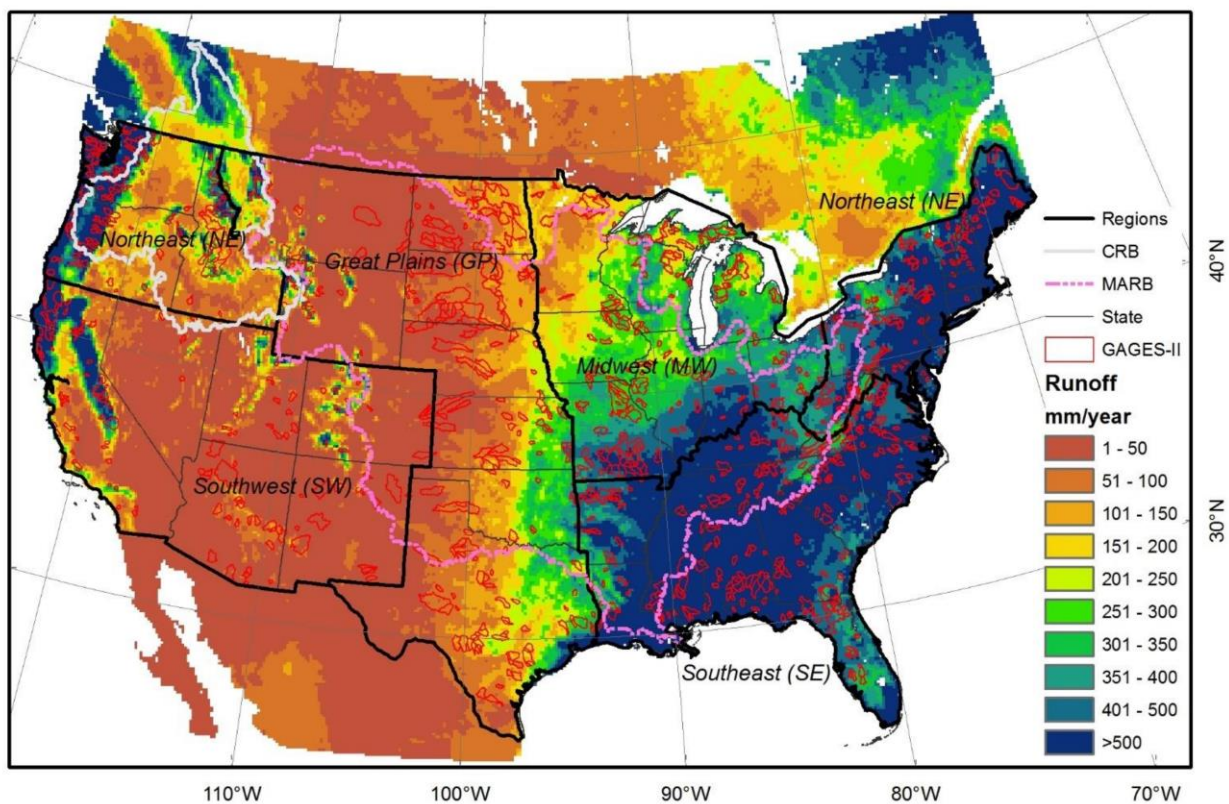 Northeast (NE)
Northeast (NE)
Great Plains (GP)
Midwest (MW)
Southwest (SW)
Southeast (SE)
Regions
CRB
MARB
State
GAGES-II
Runoff
mm/year
1 - 50
51 - 100
101 - 150
151 - 200
201 - 250
251 - 300
301 - 350
351 - 400
401 - 500
>500
40°N
30°N
110°W
100°W
90°W
80°W
70°W